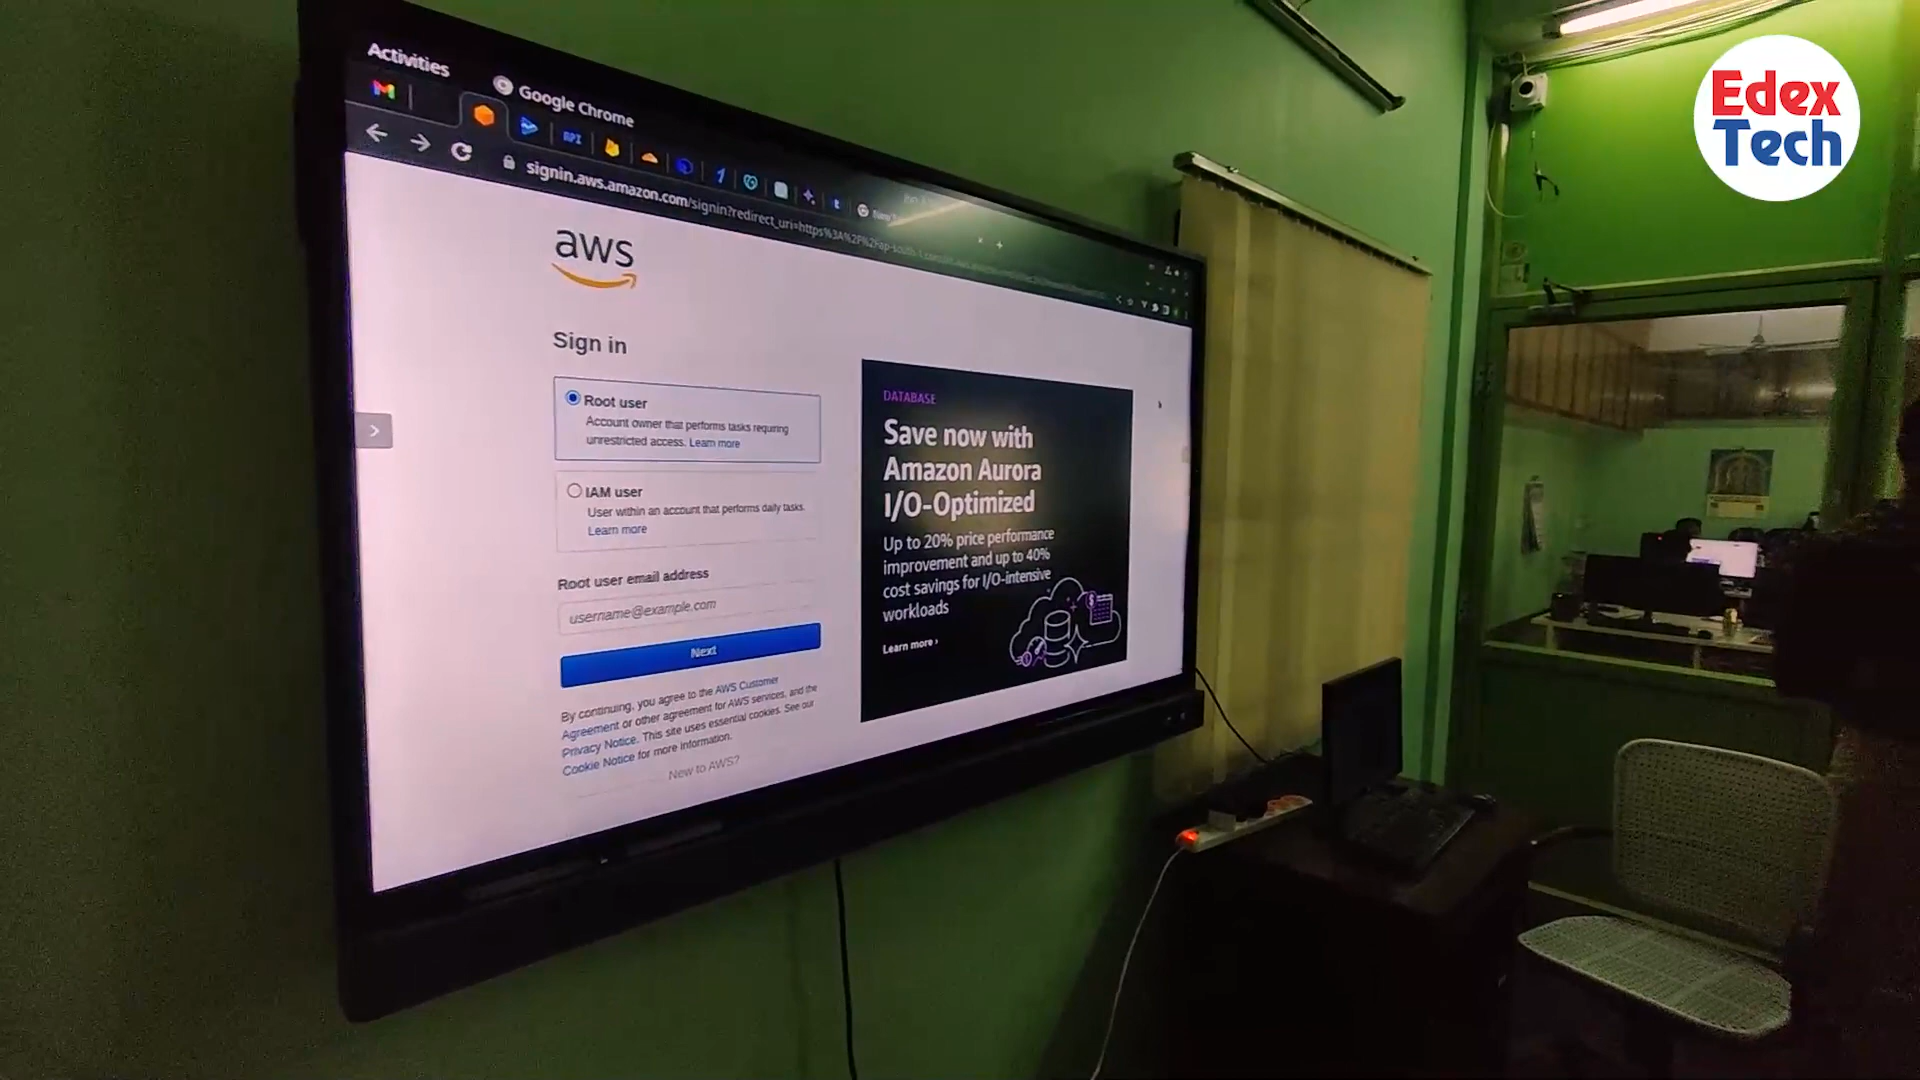 Activities
Google Chrome
API
signin.aws.amazon.com/signin?redirect_uri=https%3A%2F%2Fap-south-1.
aws
Sign in
Root user
Account owner that performs tasks requiring
unrestricted access. Learn more
IAM user
User within an account that performs daily tasks.
Learn more
Root user email address
username@example.com
Next
By continuing, you agree to the AWS Customer
Agreement or other agreement for AWS services, and the
Privacy Notice. This site uses essential cookies. See our
Cookie Notice for more information.
New to AWS?
DATABASE
Save now with
Amazon Aurora
I/O-Optimized
Up to 20% price performance
improvement and up to 40%
cost savings for I/O-intensive
workloads
Learn more ›
Edex
Tech